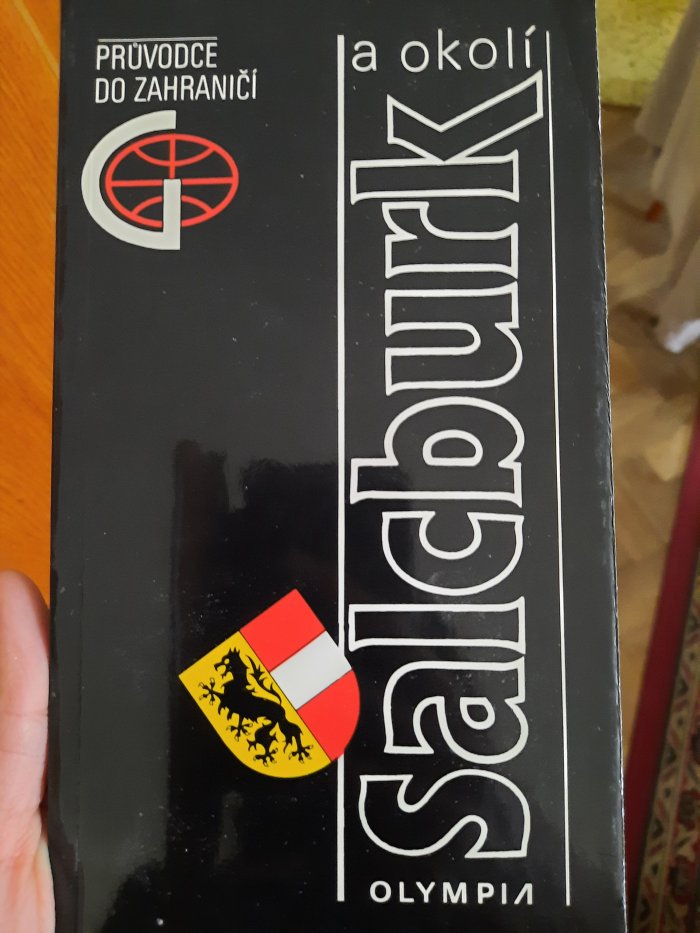 PRŮVODCE
DO ZAHRANIČÍ
salcburk
a okolí
OLYMPIA